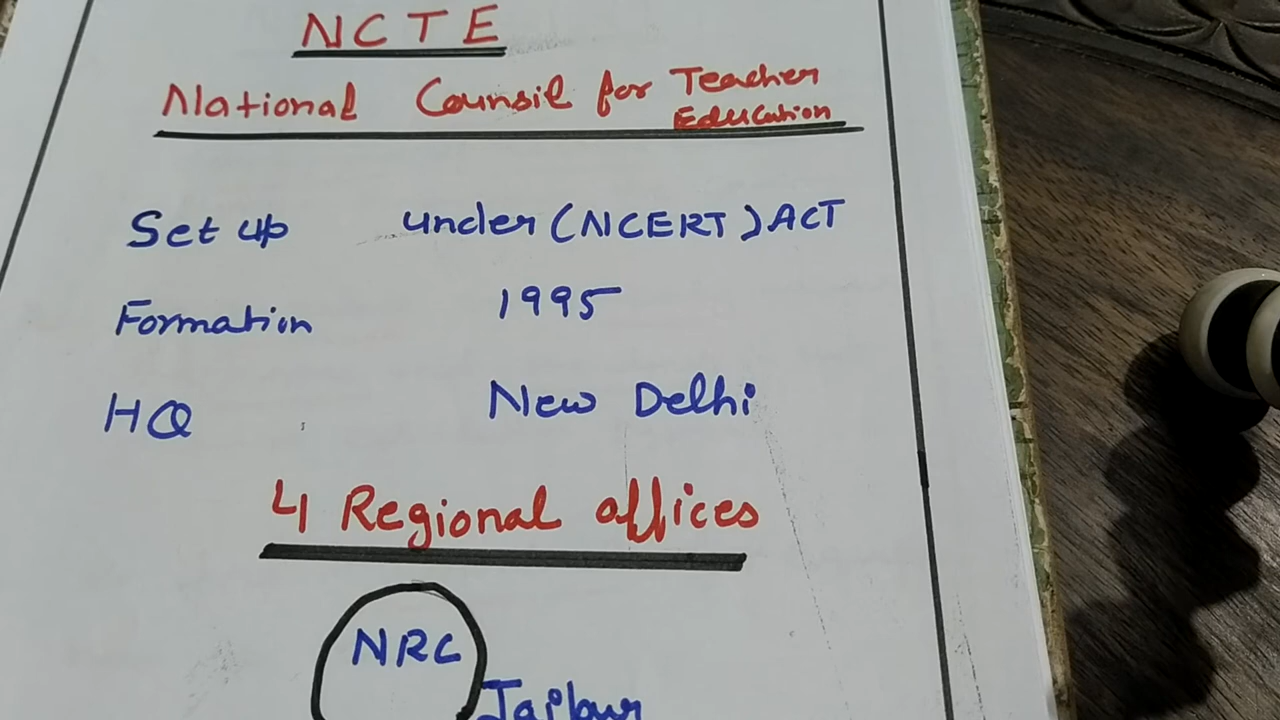 NCTE
National Counsil for Teacher Education
Set up under (NCERT) ACT
Formation 1995
HQ New Delhi
4 Regional offices
NRC
Jaipur